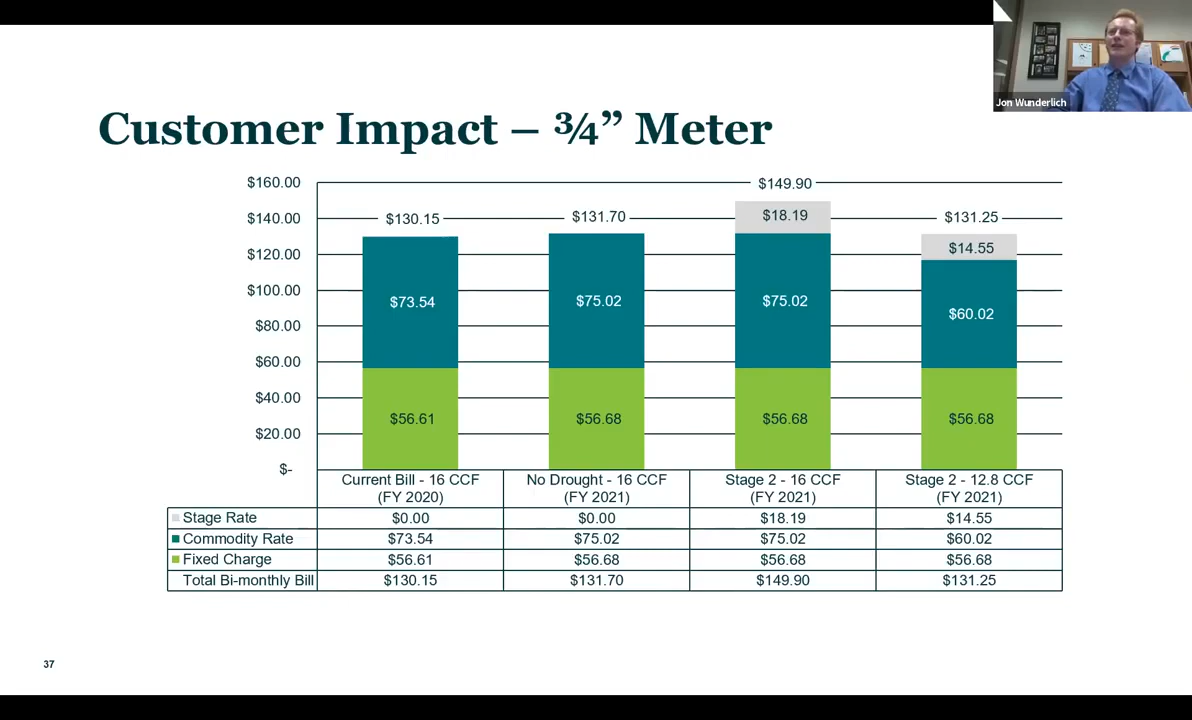 Jon Wunderlich
Customer Impact – ¾” Meter
$160.00
$140.00
$120.00
$100.00
$80.00
$60.00
$40.00
$20.00
$-
$130.15
$131.70
$149.90
$131.25
$18.19
$14.55
$73.54
$75.02
$75.02
$60.02
$56.61
$56.68
$56.68
$56.68
Current Bill - 16 CCF (FY 2020)
No Drought - 16 CCF (FY 2021)
Stage 2 - 16 CCF (FY 2021)
Stage 2 - 12.8 CCF (FY 2021)
Stage Rate $0.00 $0.00 $18.19 $14.55
Commodity Rate $73.54 $75.02 $75.02 $60.02
Fixed Charge $56.61 $56.68 $56.68 $56.68
Total Bi-monthly Bill $130.15 $131.70 $149.90 $131.25
37